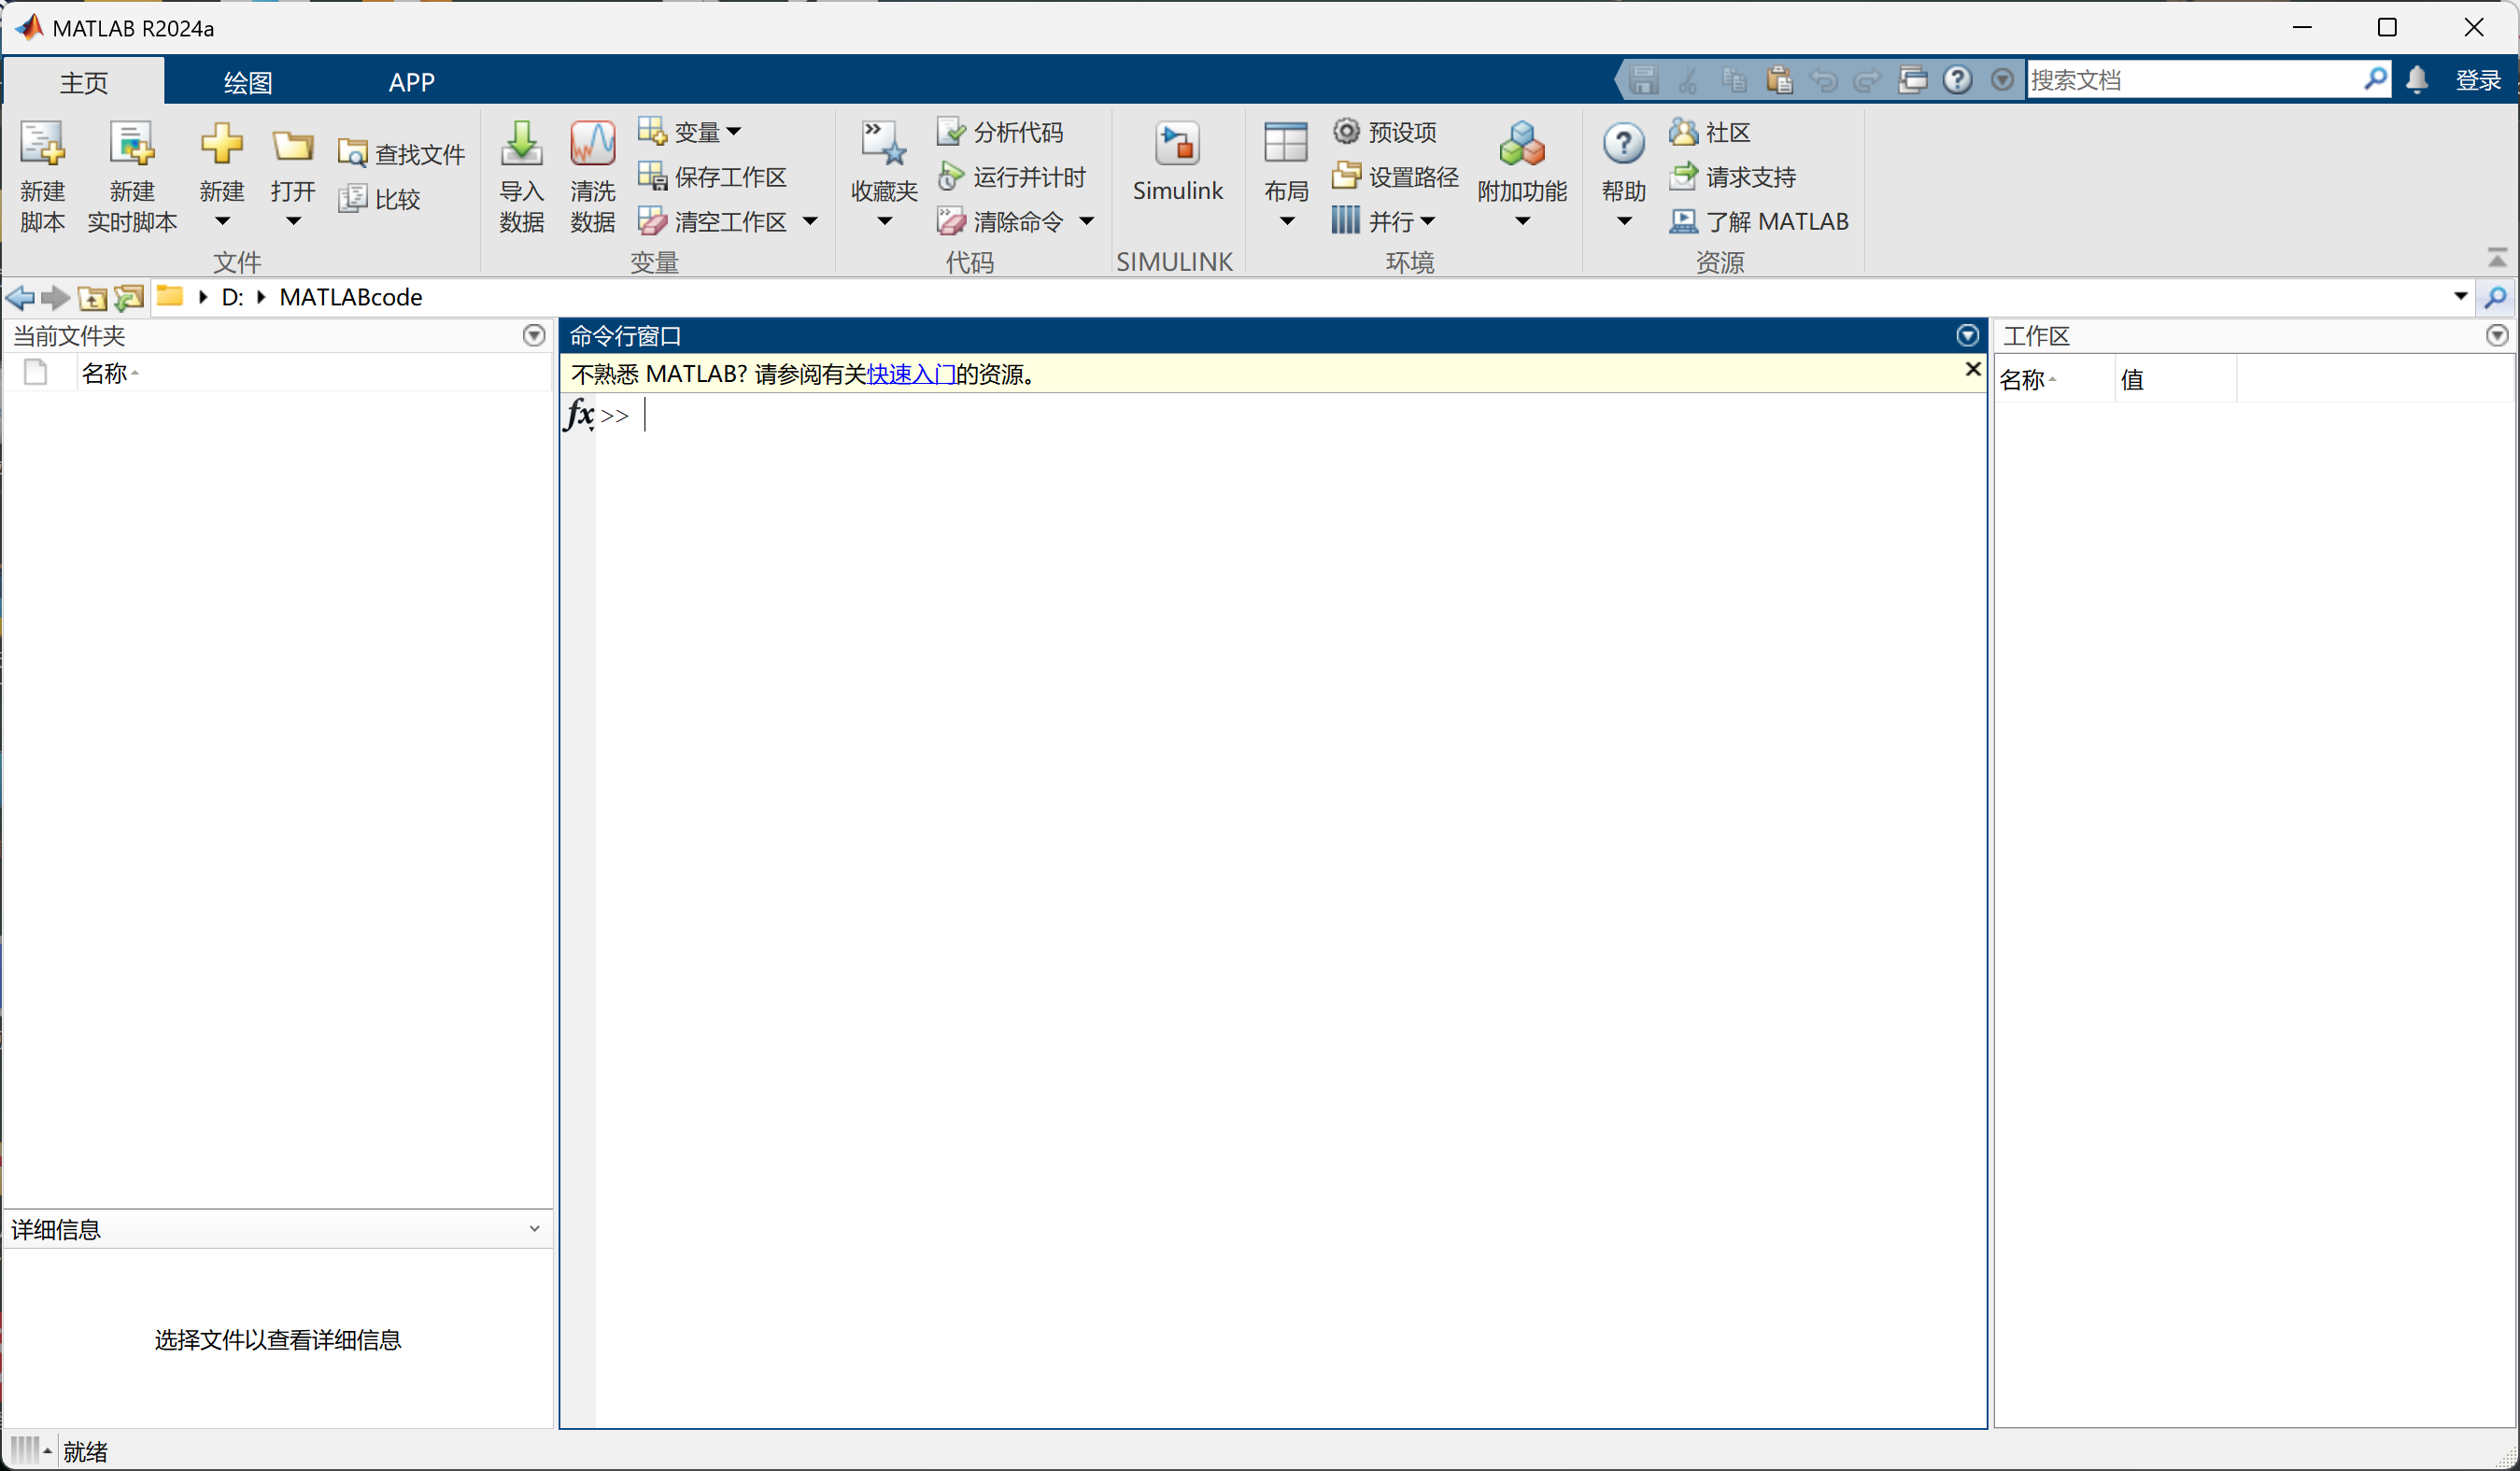 MATLAB R2024a
主页 绘图 APP
搜索文档
登录
新建脚本
新建实时脚本
新建
打开
查找文件
比较
文件
导入数据
清洗数据
变量
保存工作区
清空工作区
变量
收藏夹
分析代码
运行并计时
清除命令
代码
Simulink
SIMULINK
布局
预设项
设置路径
并行
附加功能
环境
帮助
社区
请求支持
了解 MATLAB
资源
D: MATLABcode
当前文件夹
名称
详细信息
选择文件以查看详细信息
命令行窗口
不熟悉 MATLAB? 请参阅有关快速入门的资源。
fx >>
工作区
名称 值
就绪